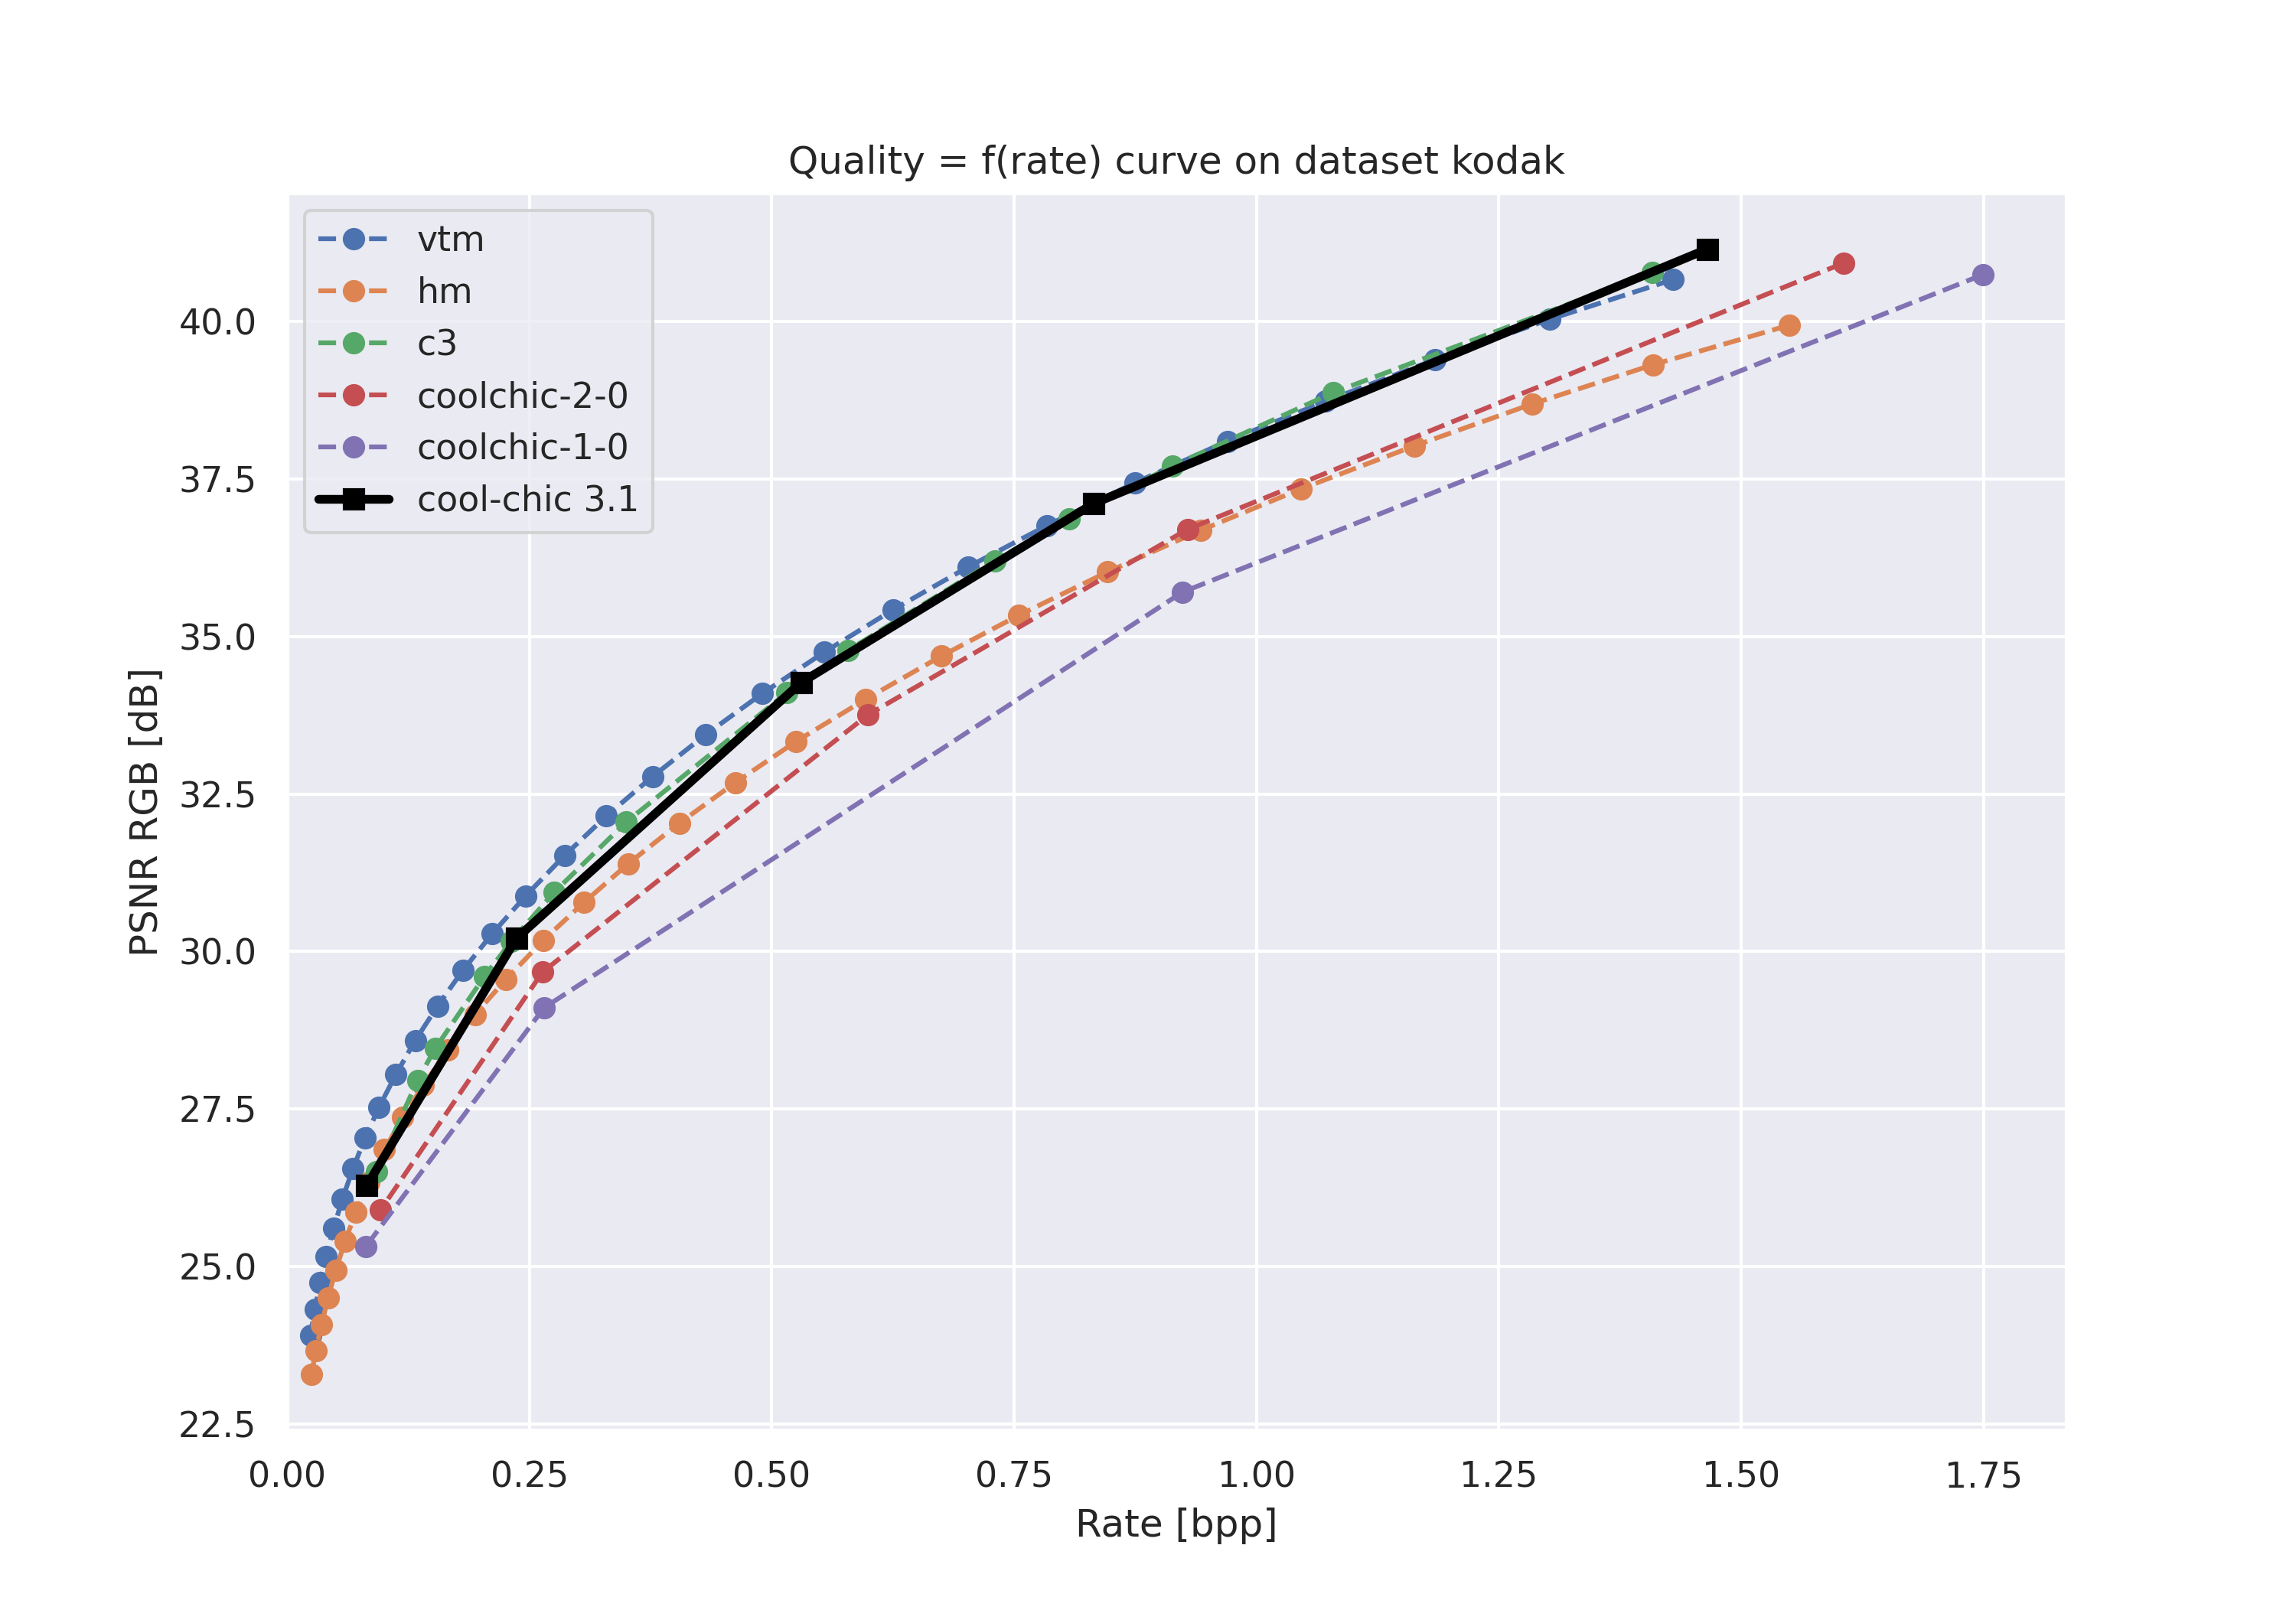 Quality = f(rate) curve on dataset kodak
vtm
hm
c3
coolchic-2-0
coolchic-1-0
cool-chic 3.1
PSNR RGB [dB]
40.0
37.5
35.0
32.5
30.0
27.5
25.0
22.5
0.00 0.25 0.50 0.75 1.00 1.25 1.50 1.75
Rate [bpp]